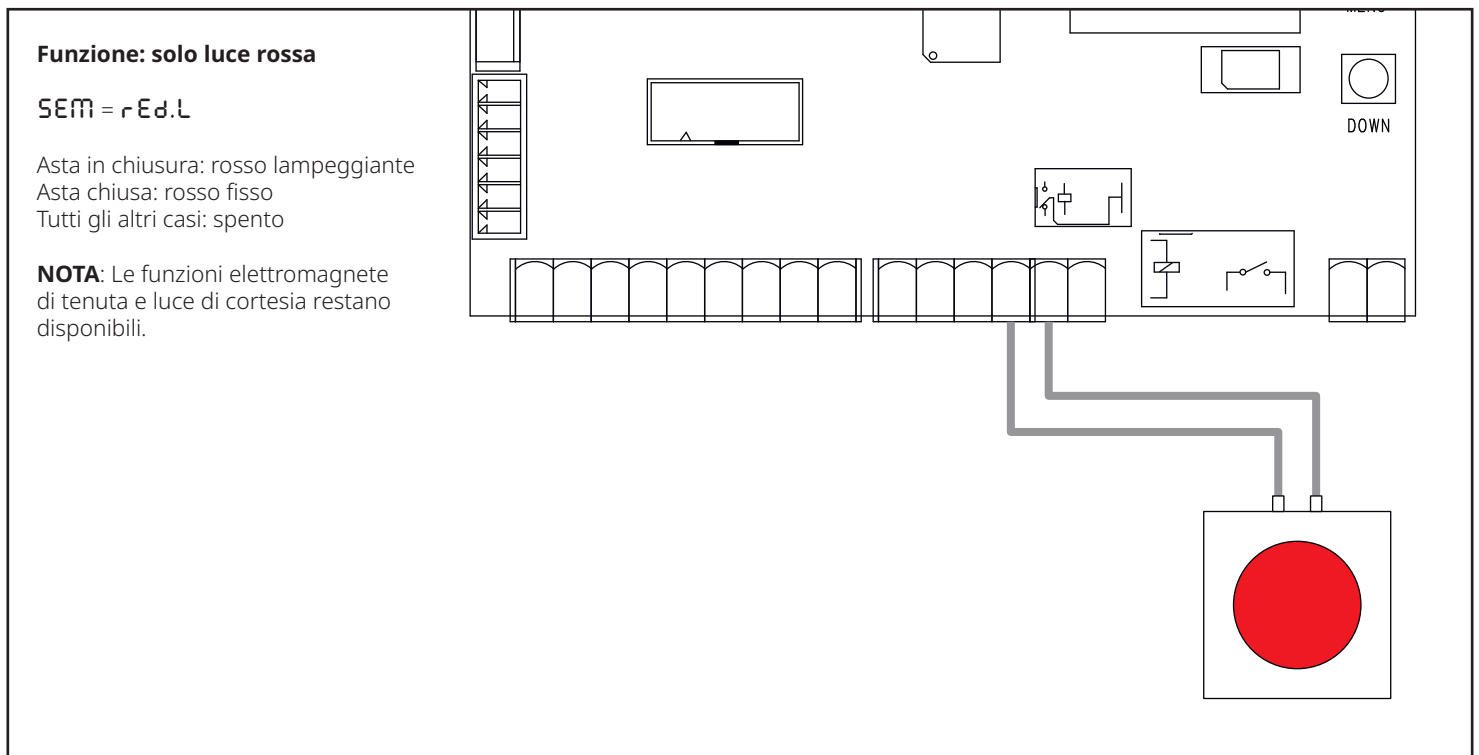 Funzione: solo luce rossa
SEM = rEd.L
Asta in chiusura: rosso lampeggiante
Asta chiusa: rosso fisso
Tutti gli altri casi: spento
NOTA: Le funzioni elettromagnete
di tenuta e luce di cortesia restano
disponibili.
DOWN